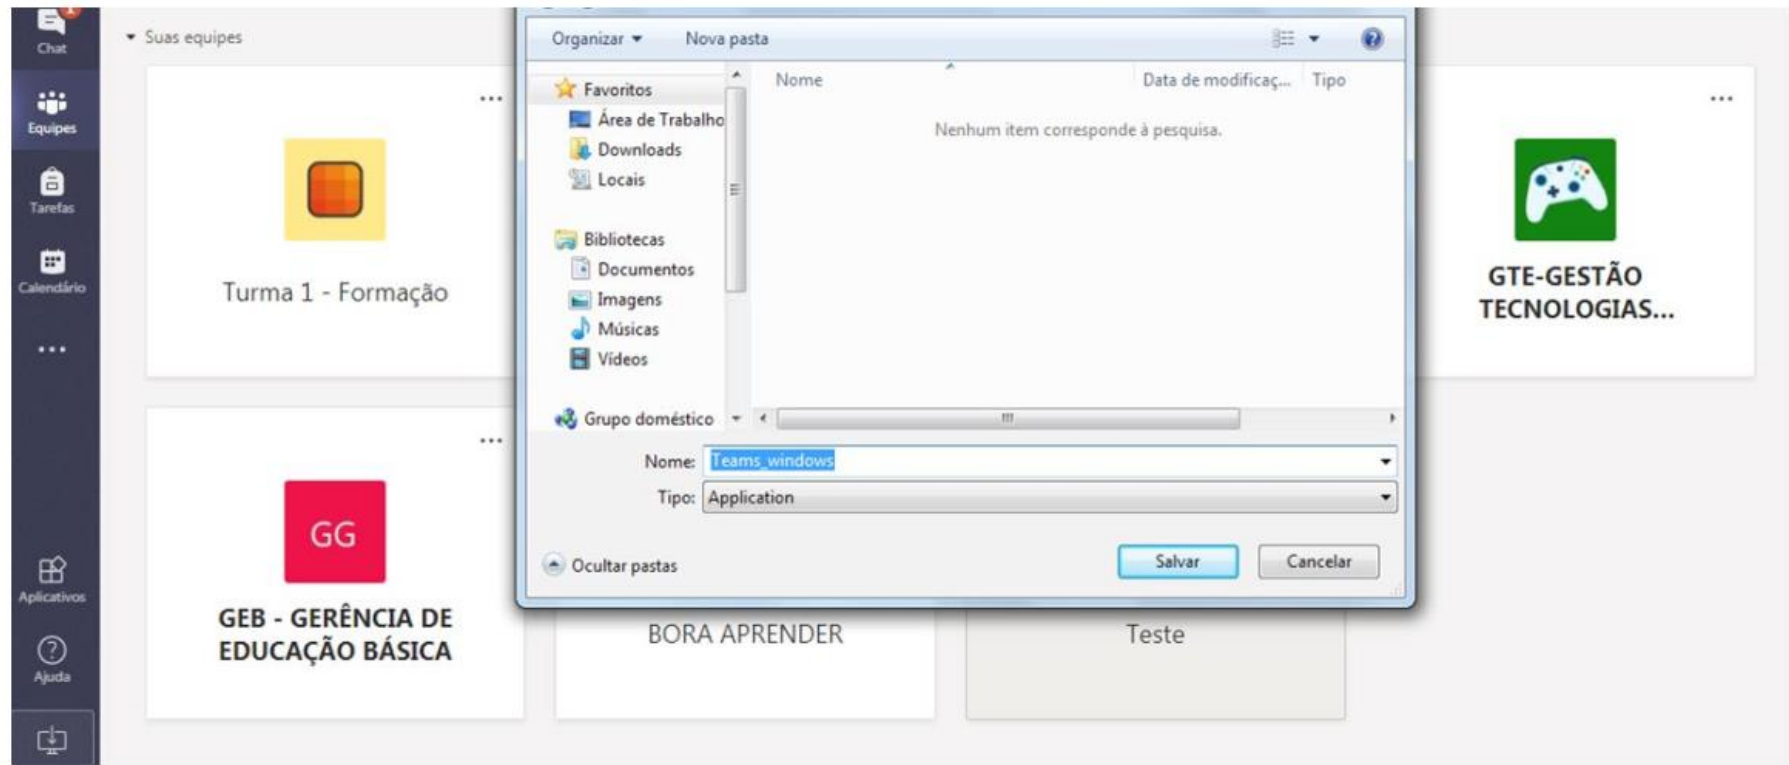 1
Chat
Equipes
Tarefas
Calendário
Aplicativos
Ajuda
Suas equipes
Turma 1 - Formação
GG
GEB - GERÊNCIA DE
EDUCAÇÃO BÁSICA
Organizar
Nova pasta
Favoritos
Área de Trabalho
Downloads
Locais
Bibliotecas
Documentos
Imagens
Músicas
Vídeos
Grupo doméstico
Nome
Data de modificaç...
Tipo
Nenhum item corresponde à pesquisa.
Nome: Teams_windows
Tipo: Application
Ocultar pastas
Salvar
Cancelar
BORA APRENDER
Teste
GTE-GESTÃO
TECNOLOGIAS...